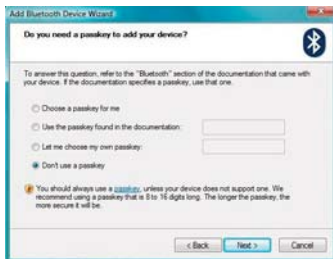 Add Bluetooth Device Wizard
Do you need a passkey to add your device?
To answer this question, refer to the "Bluetooth" section of the documentation that came with
your device. If the documentation specifies a passkey, use that one.
Choose a passkey for me
Use the passkey found in the documentation:
Let me choose my own passkey:
Don't use a passkey
You should always use a passkey, unless your device does not support one. We
recommend using a passkey that is 8 to 16 digits long. The longer the passkey, the
more secure it will be.
< Back Next > Cancel